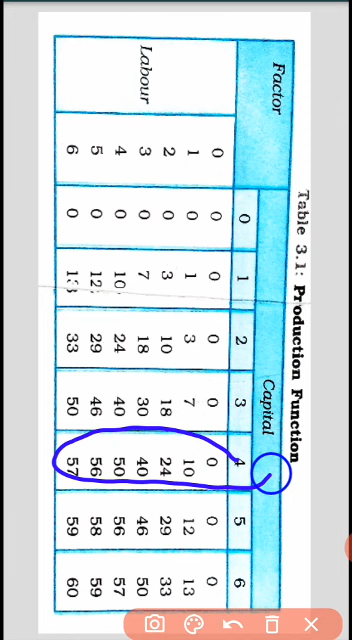 Table 3.1: Production Function
Factor Capital
0 1 2 3 4 5 6
0 0 0 0 0 0 0 0
1 0 1 3 7 10 12 13
2 0 3 10 18 24 29 33
Labour 3 0 7 18 30 40 46 50
4 0 10 24 40 50 56 57
5 0 12 29 46 56 58 59
6 0 13 33 50 57 59 60